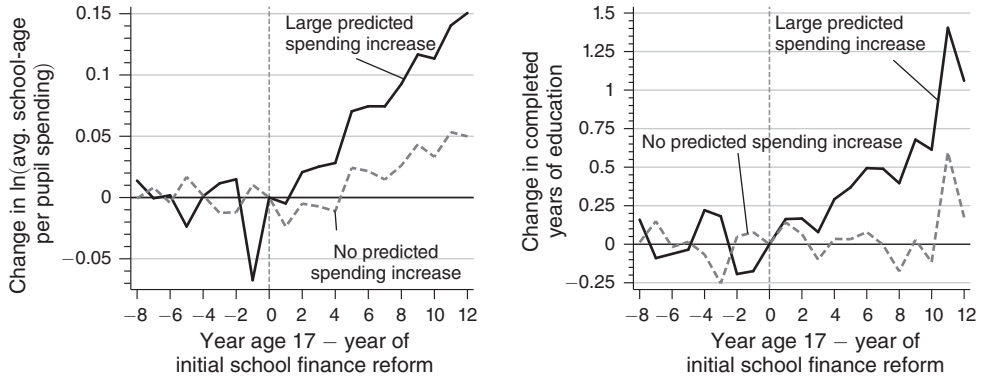 Change in ln(avg. school-age
per pupil spending)
0.15
0.1
0.05
0
−0.05
Large predicted
spending increase
No predicted
spending increase
−8 −6 −4 −2 0 2 4 6 8 10 12
Year age 17 − year of
initial school finance reform
Change in completed
years of education
1.5
1.25
1
0.75
0.5
0.25
0
−0.25
Large predicted
spending increase
No predicted spending increase
−8 −6 −4 −2 0 2 4 6 8 10 12
Year age 17 − year of
initial school finance reform